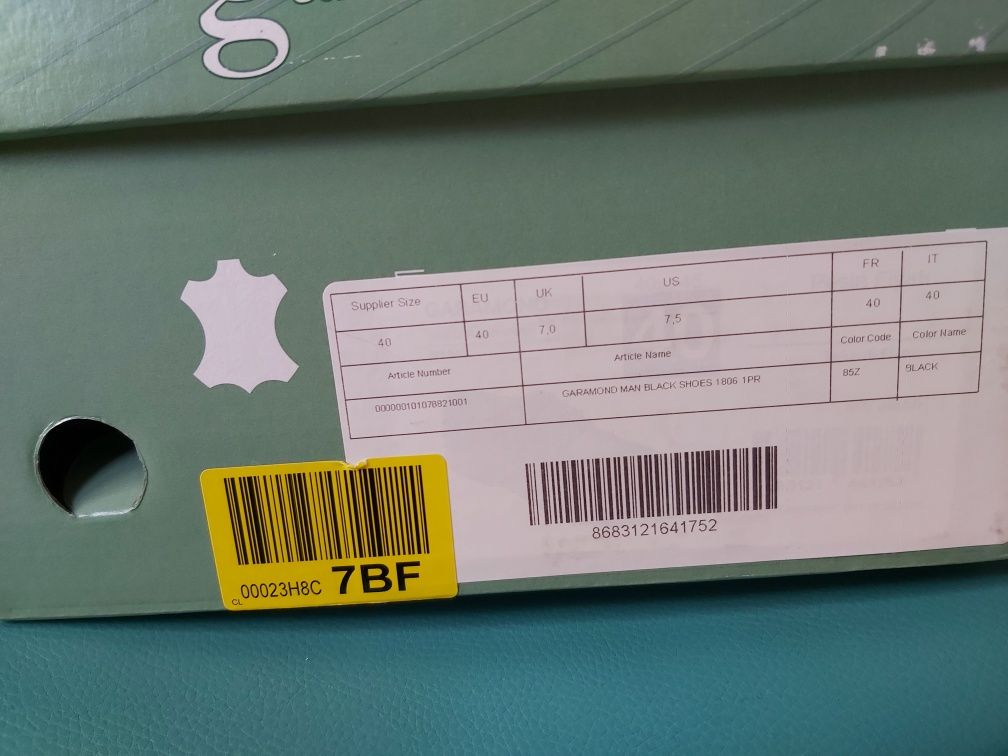 g
Supplier Size EU UK US FR IT
40 40 7,0 7,5 40 40
Article Number Article Name Color Code Color Name
000000101078821001 GARAMOND MAN BLACK SHOES 1806 1PR 85Z BLACK
8683121641752
CL 00023H8C 7BF